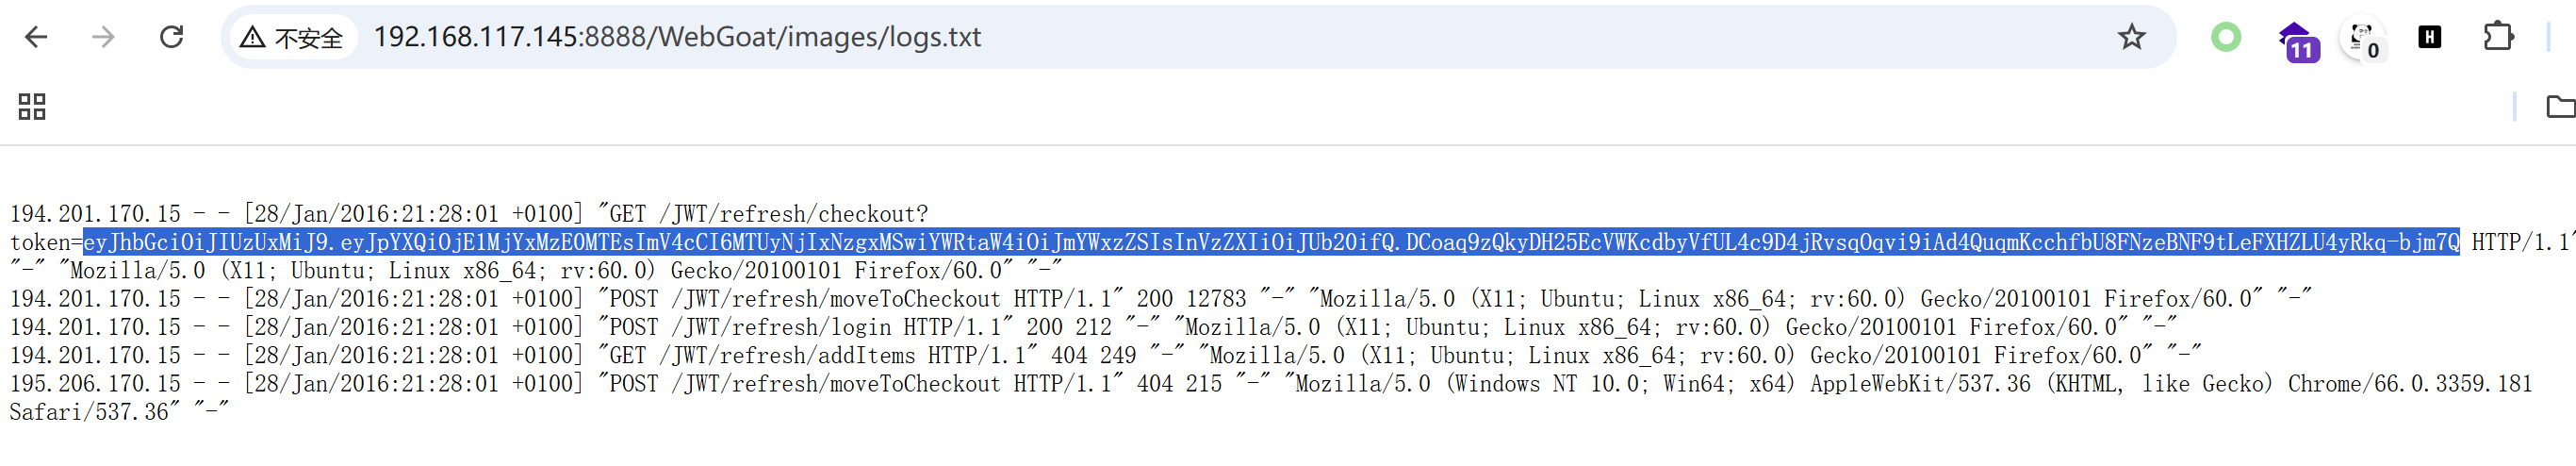 不安全 192.168.117.145:8888/WebGoat/images/logs.txt
11
0
H
194.201.170.15 - - [28/Jan/2016:21:28:01 +0100] "GET /JWT/refresh/checkout?
token=eyJhbGciOiJIUzUxMiJ9.eyJpYXQiOjE1MjYxMzE0MTEsImV4cCI6MTUyNjIxNzgxMSwiYWRtaW4iOiJmYWxzZSIsInVzZXIiOiJUb20ifQ.DCoaq9zQkyDH25EcVWKcdbyVfUL4c9D4jRvsqOqvi9iAd4QuqmKcchfbU8FNzeBNF9tLeFXHZLU4yRkq-bjm7Q HTTP/1.1"
"-" "Mozilla/5.0 (X11; Ubuntu; Linux x86_64; rv:60.0) Gecko/20100101 Firefox/60.0" "-"
194.201.170.15 - - [28/Jan/2016:21:28:01 +0100] "POST /JWT/refresh/moveToCheckout HTTP/1.1" 200 12783 "-" "Mozilla/5.0 (X11; Ubuntu; Linux x86_64; rv:60.0) Gecko/20100101 Firefox/60.0" "-"
194.201.170.15 - - [28/Jan/2016:21:28:01 +0100] "POST /JWT/refresh/login HTTP/1.1" 200 212 "-" "Mozilla/5.0 (X11; Ubuntu; Linux x86_64; rv:60.0) Gecko/20100101 Firefox/60.0" "-"
194.201.170.15 - - [28/Jan/2016:21:28:01 +0100] "GET /JWT/refresh/addItems HTTP/1.1" 404 249 "-" "Mozilla/5.0 (X11; Ubuntu; Linux x86_64; rv:60.0) Gecko/20100101 Firefox/60.0" "-"
195.206.170.15 - - [28/Jan/2016:21:28:01 +0100] "POST /JWT/refresh/moveToCheckout HTTP/1.1" 404 215 "-" "Mozilla/5.0 (Windows NT 10.0; Win64; x64) AppleWebKit/537.36 (KHTML, like Gecko) Chrome/66.0.3359.181
Safari/537.36" "-"